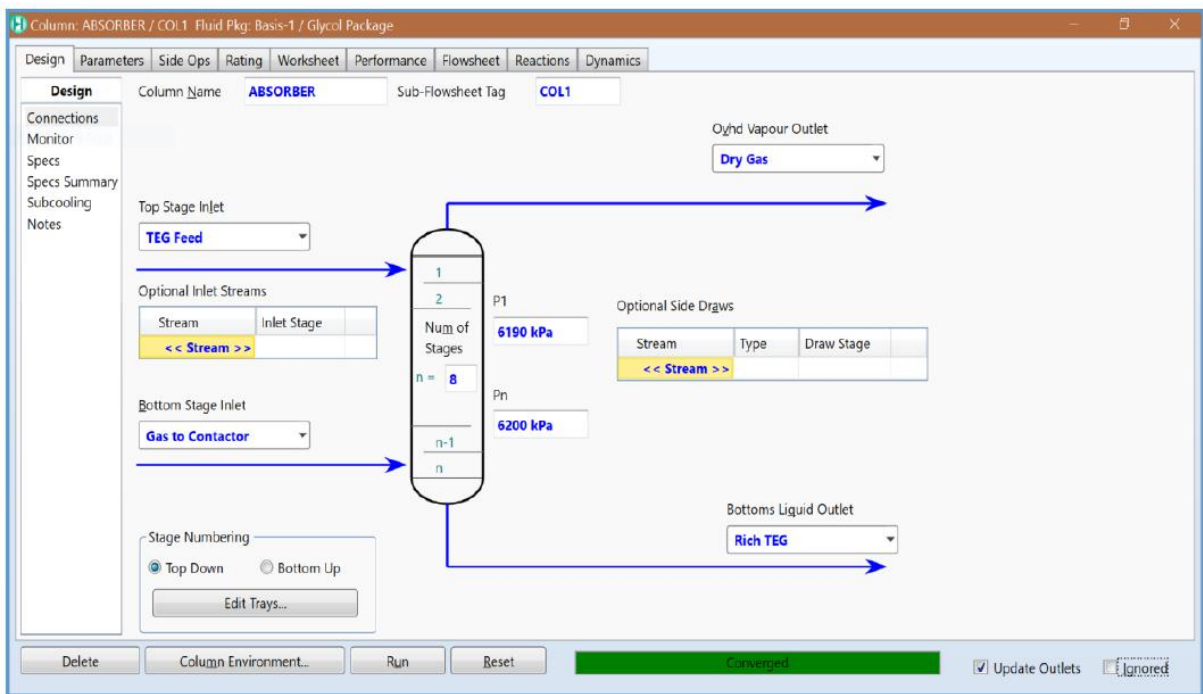 Column: ABSORBER / COL1 Fluid Pkg: Basis-1 / Glycol Package
Design Parameters Side Ops Rating Worksheet Performance Flowsheet Reactions Dynamics
Design
Connections
Monitor
Specs
Specs Summary
Subcooling
Notes
Column Name ABSORBER Sub-Flowsheet Tag COL1
Ovhd Vapour Outlet
Dry Gas
Top Stage Inlet
TEG Feed
Optional Inlet Streams
Stream Inlet Stage
<< Stream >>
Bottom Stage Inlet
Gas to Contactor
1
2
Num of
Stages
n = 8
n-1
n
P1
6190 kPa
Pn
6200 kPa
Optional Side Draws
Stream Type Draw Stage
<< Stream >>
Bottoms Liquid Outlet
Rich TEG
Stage Numbering
Top Down Bottom Up
Edit Trays...
Delete Column Environment... Run Reset Converged Update Outlets Ignored